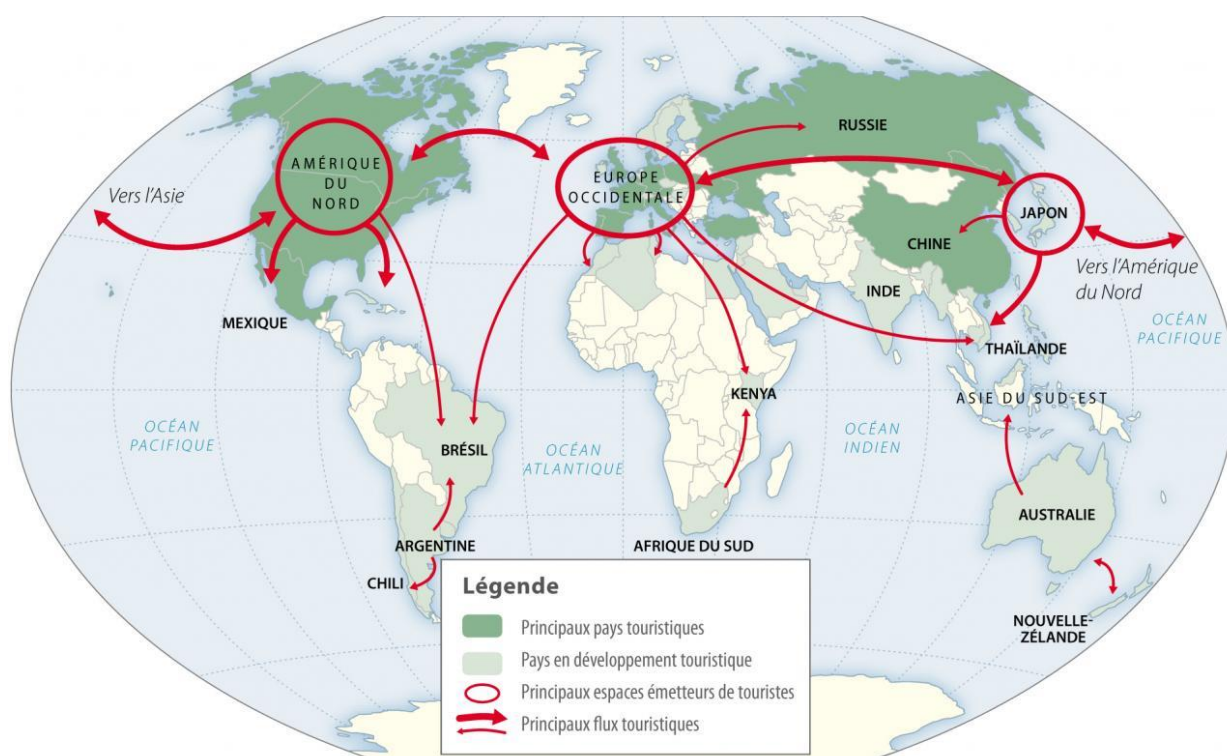 RUSSIE
AMÉRIQUE
DU
NORD
EUROPE
OCCIDENTALE
Vers l'Asie
JAPON
CHINE
Vers l'Amérique
du Nord
INDE
MEXIQUE
OCÉAN
PACIFIQUE
THAÏLANDE
KENYA
ASIE DU SUD-EST
OCÉAN
PACIFIQUE
BRÉSIL
OCÉAN
ATLANTIQUE
OCÉAN
INDIEN
AUSTRALIE
ARGENTINE
AFRIQUE DU SUD
CHILI
NOUVELLE-
ZÉLANDE
Légende
Principaux pays touristiques
Pays en développement touristique
Principaux espaces émetteurs de touristes
Principaux flux touristiques